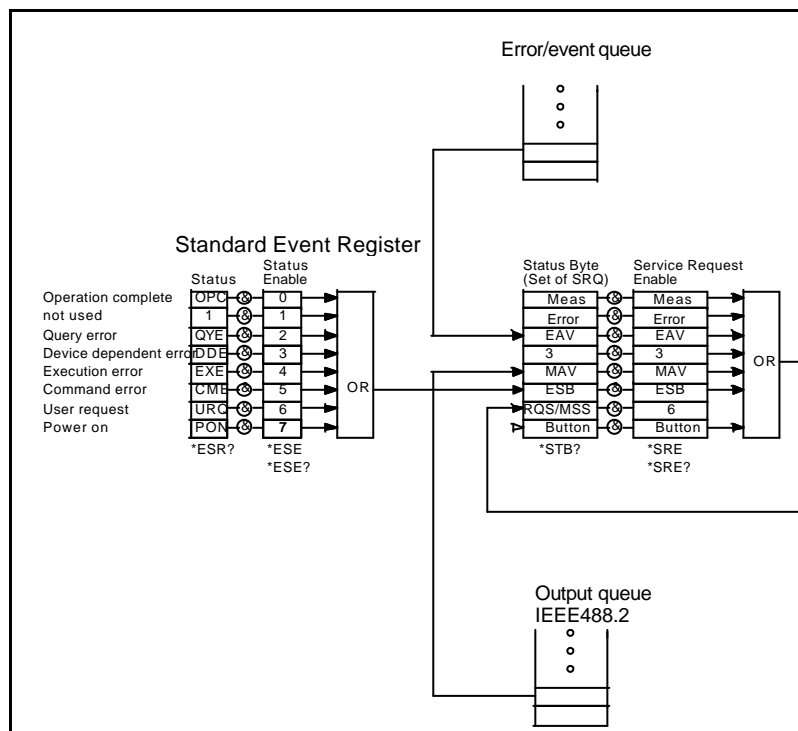 Error/event queue
Standard Event Register
Status
Status Enable
Operation complete OPC & 0
not used 1 & 1
Query error QYE & 2
Device dependent error DDE & 3
Execution error EXE & 4
Command error CME & 5
User request URQ & 6
Power on PON & 7
OR
*ESR?
*ESE
*ESE?
Status Byte
(Set of SRQ)
Service Request
Enable
Meas & Meas
Error & Error
EAV & EAV
3 & 3
MAV & MAV
ESB & ESB
RQS/MSS & 6
Button & Button
OR
*STB?
*SRE
*SRE?
Output queue
IEEE488.2